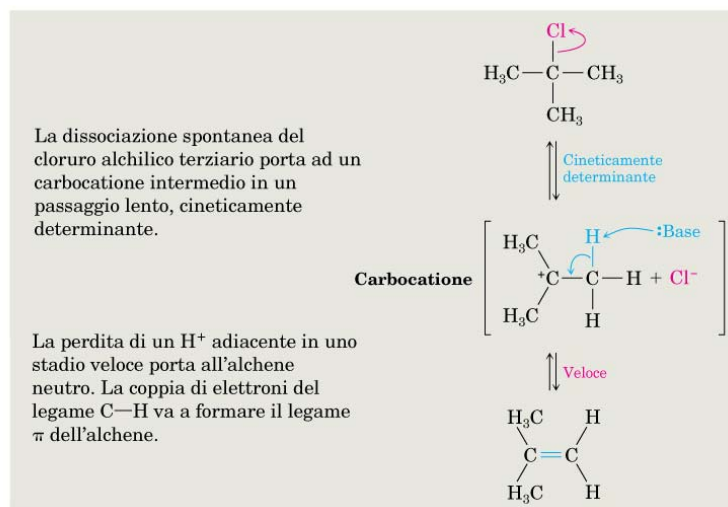 Cl
H₃C—C—CH₃
CH₃
La dissociazione spontanea del
cloruro alchilico terziario porta ad un
carbocatione intermedio in un
passaggio lento, cineticamente
determinante.
Cineticamente
determinante
Carbocatione
H₃C H :Base
⁺C—C—H + Cl⁻
H₃C H
La perdita di un H⁺ adiacente in uno
stadio veloce porta all’alchene
neutro. La coppia di elettroni del
legame C—H va a formare il legame
π dell’alchene.
Veloce
H₃C H
C=C
H₃C H